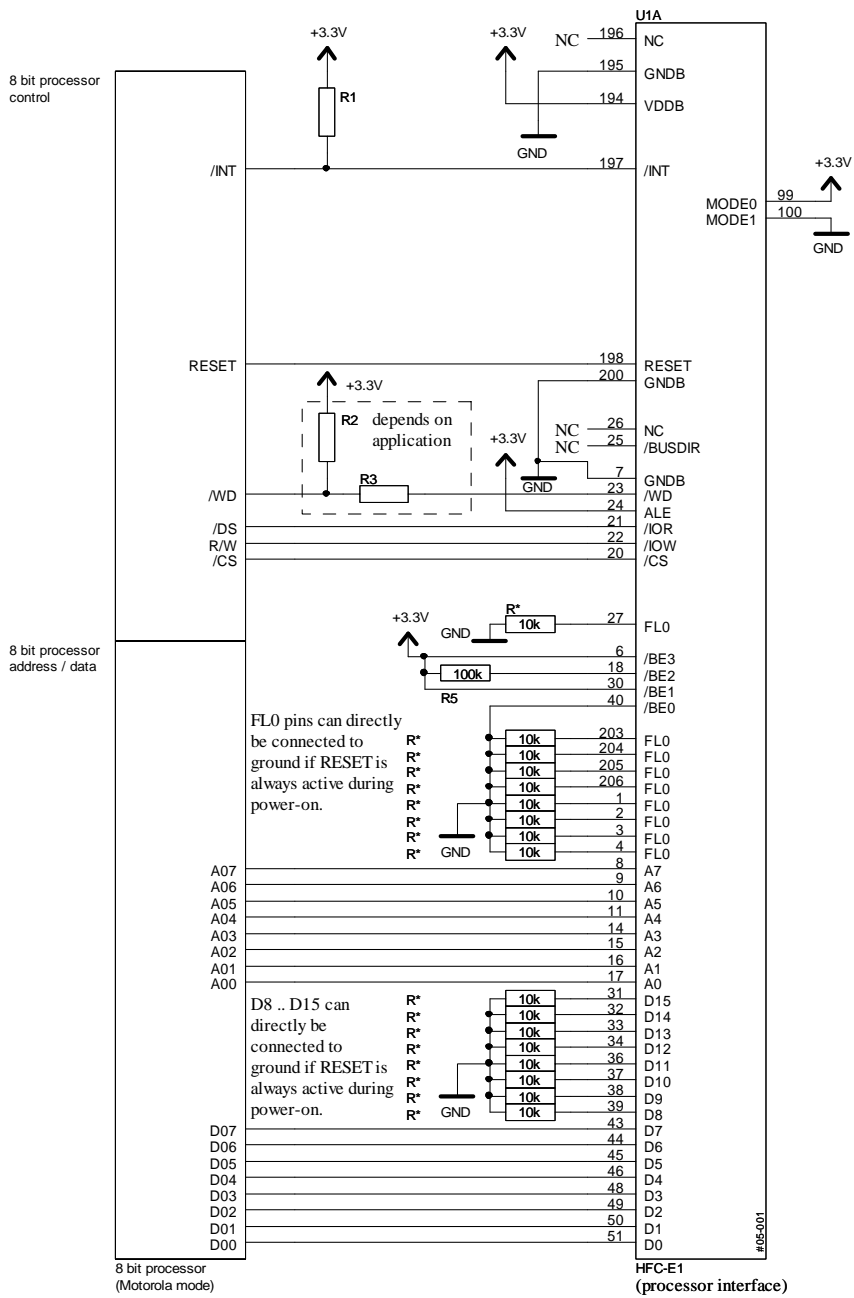 U1A
+3.3V
+3.3V
NC 196 NC
195 GNDB
8 bit processor
control
R1
194 VDDB
GND
/INT 197 /INT
+3.3V
MODE0 99
MODE1 100
GND
RESET 198 RESET
200 GNDB
+3.3V
R2 depends on
application
NC 26 NC
NC 25 /BUSDIR
+3.3V
R3
7 GNDB
GND
/WD 23 /WD
24 ALE
/DS 21 /IOR
R/W 22 /IOW
/CS 20 /CS
R*
+3.3V
GND 10k 27 FL0
8 bit processor
address / data
6 /BE3
100k 18 /BE2
R5 30 /BE1
40 /BE0
FL0 pins can directly
be connected to
ground if RESET is
always active during
power-on.
R* 10k 203 FL0
R* 10k 204 FL0
R* 10k 205 FL0
R* 10k 206 FL0
R* 10k 1 FL0
R* 10k 2 FL0
R* 10k 3 FL0
R* GND 10k 4 FL0
A07 8 A7
A06 9 A6
A05 10 A5
A04 11 A4
A03 14 A3
A02 15 A2
A01 16 A1
A00 17 A0
D8 .. D15 can
directly be
connected to
ground if RESET is
always active during
power-on.
R* 10k 31 D15
R* 10k 32 D14
R* 10k 33 D13
R* 10k 34 D12
R* 10k 36 D11
R* 10k 37 D10
R* 10k 38 D9
R* GND 10k 39 D8
D07 43 D7
D06 44 D6
D05 45 D5
D04 46 D4
D03 48 D3
D02 49 D2
D01 50 D1
D00 51 D0
#05-001
8 bit processor
(Motorola mode)
HFC-E1
(processor interface)